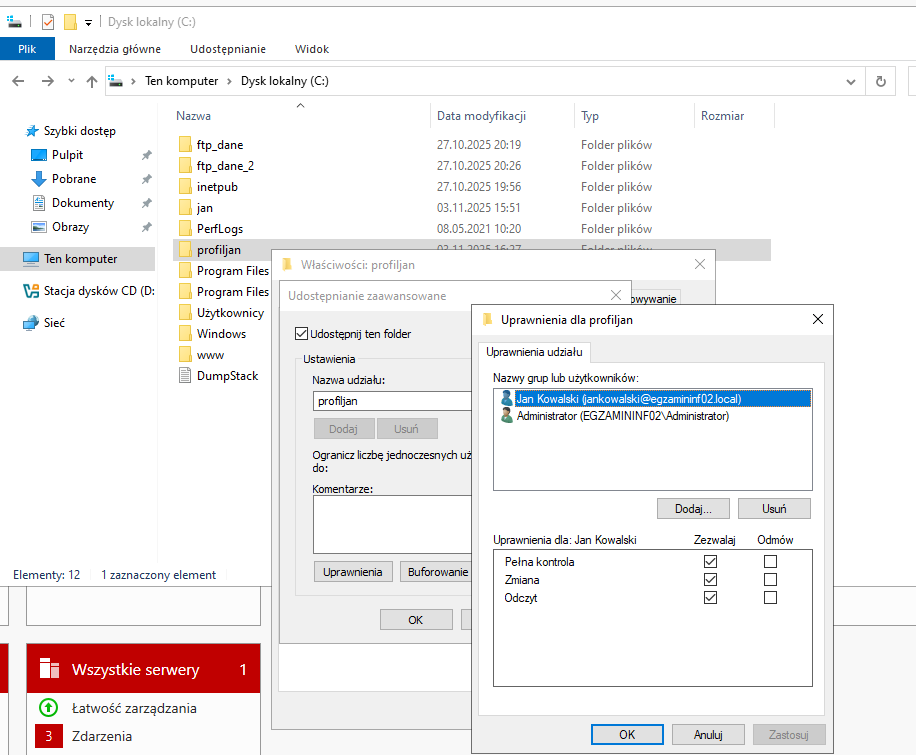 Dysk lokalny (C:)
Plik Narzędzia główne Udostępnianie Widok
Ten komputer Dysk lokalny (C:)
Nazwa Data modyfikacji Typ Rozmiar
Szybki dostęp
Pulpit
Pobrane
Dokumenty
Obrazy
Ten komputer
Stacja dysków CD (D:
Sieć
ftp_dane 27.10.2025 20:19 Folder plików
ftp_dane_2 27.10.2025 20:26 Folder plików
inetpub 27.10.2025 19:56 Folder plików
jan 03.11.2025 15:51 Folder plików
PerfLogs 08.05.2021 10:20 Folder plików
profiljan 03.11.2025 16:27 Folder plików
Program Files
Program Files
Użytkownicy
Windows
www
DumpStack
Elementy: 12 1 zaznaczony element
Właściwości: profiljan
owywanie
Udostępnianie zaawansowane
Udostępnij ten folder
Ustawienia
Nazwa udziału:
profiljan
Dodaj Usuń
Ogranicz liczbę jednoczesnych uż
do:
Komentarze:
Uprawnienia Buforowanie
OK
Uprawnienia dla profiljan
Uprawnienia udziału
Nazwy grup lub użytkowników:
Jan Kowalski (jankowalski@egzamininf02.local)
Administrator (EGZAMININF02\Administrator)
Dodaj... Usuń
Uprawnienia dla: Jan Kowalski Zezwalaj Odmów
Pełna kontrola
Zmiana
Odczyt
OK Anuluj Zastosuj
Wszystkie serwery 1
Łatwość zarządzania
3 Zdarzenia